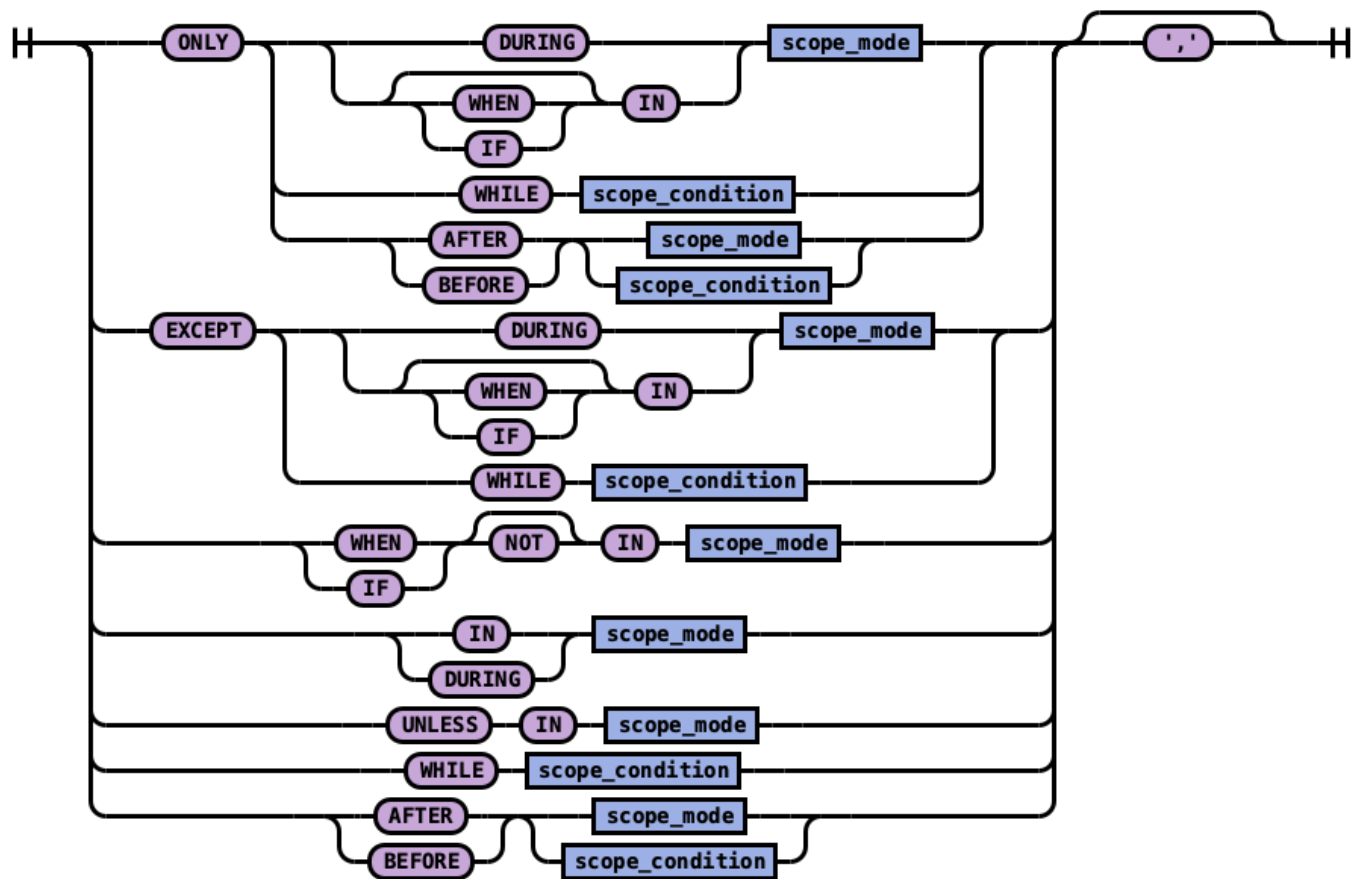 ONLY DURING scope_mode ','
WHEN IN
IF
WHILE scope_condition
AFTER scope_mode
BEFORE scope_condition
EXCEPT DURING scope_mode
WHEN IN
IF
WHILE scope_condition
WHEN NOT IN scope_mode
IF
IN scope_mode
DURING
UNLESS IN scope_mode
WHILE scope_condition
AFTER scope_mode
BEFORE scope_condition